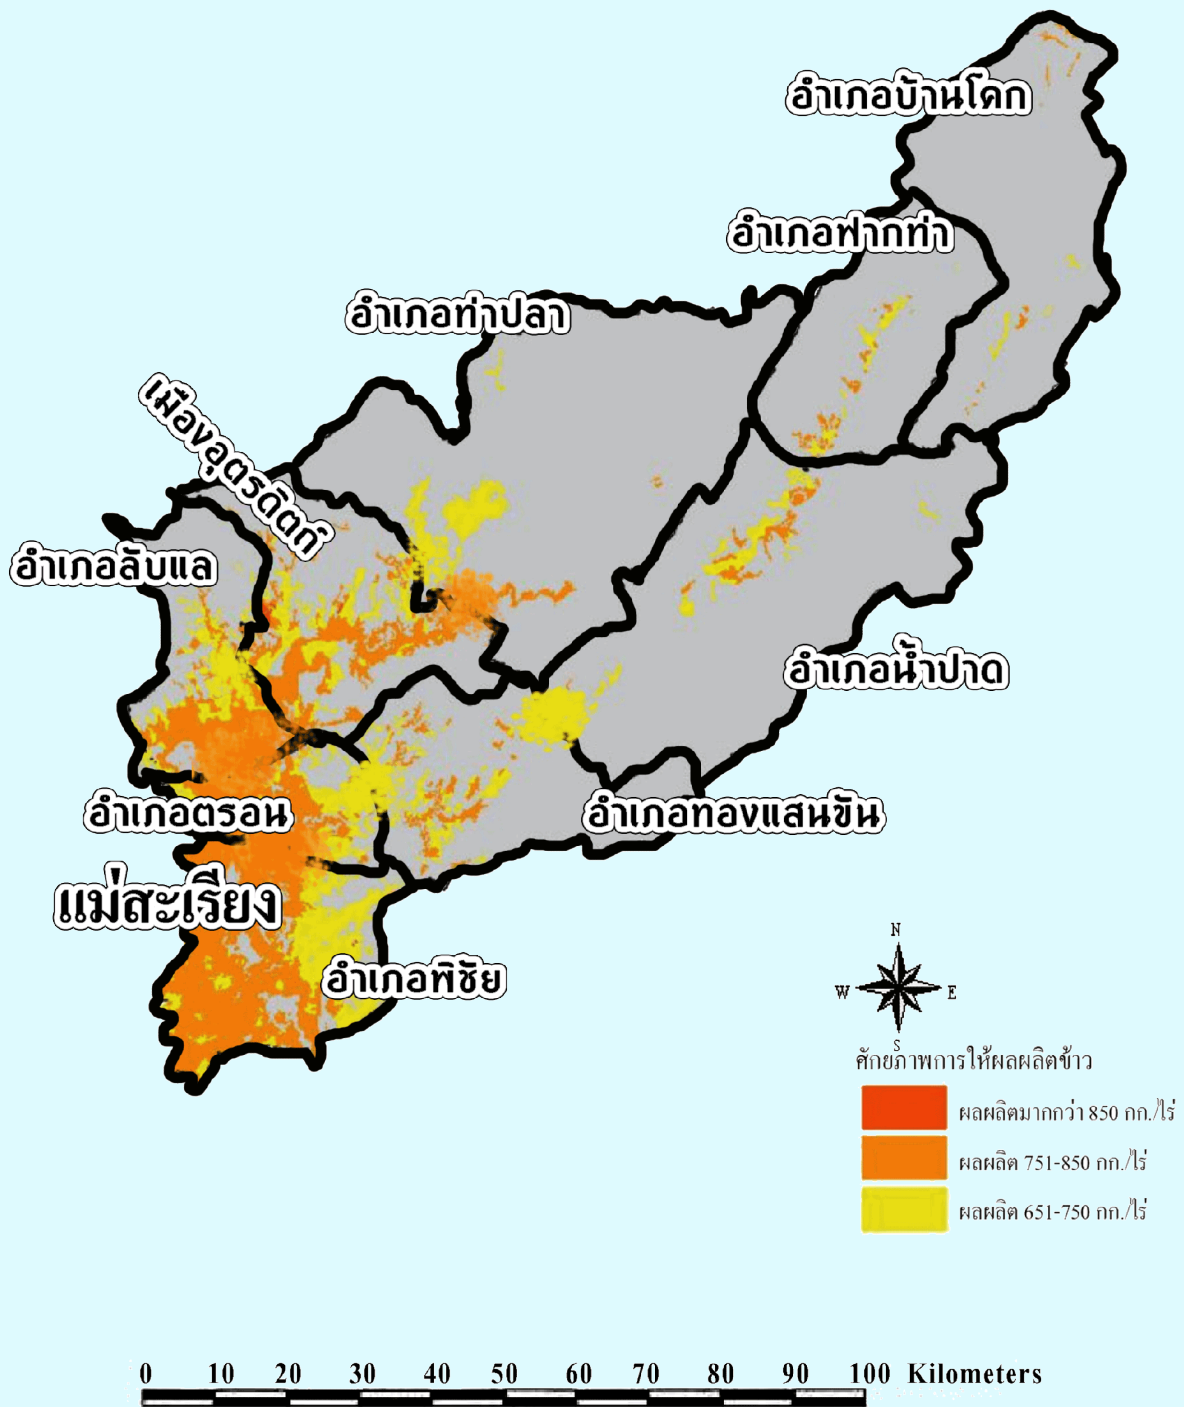 อำเภอบ้านโคก
อำเภอฟากท่า
อำเภอท่าปลา
เมืองอุตรดิตถ์
อำเภอลับแล
อำเภอน้ำปาด
อำเภอตรอน
อำเภอทองแสนขัน
แม่สะเรียง
อำเภอพิชัย
N
W E
S
ศักยภาพการให้ผลผลิตข้าว
ผลผลิตมากกว่า 850 กก./ไร่
ผลผลิต 751-850 กก./ไร่
ผลผลิต 651-750 กก./ไร่
0 10 20 30 40 50 60 70 80 90 100 Kilometers